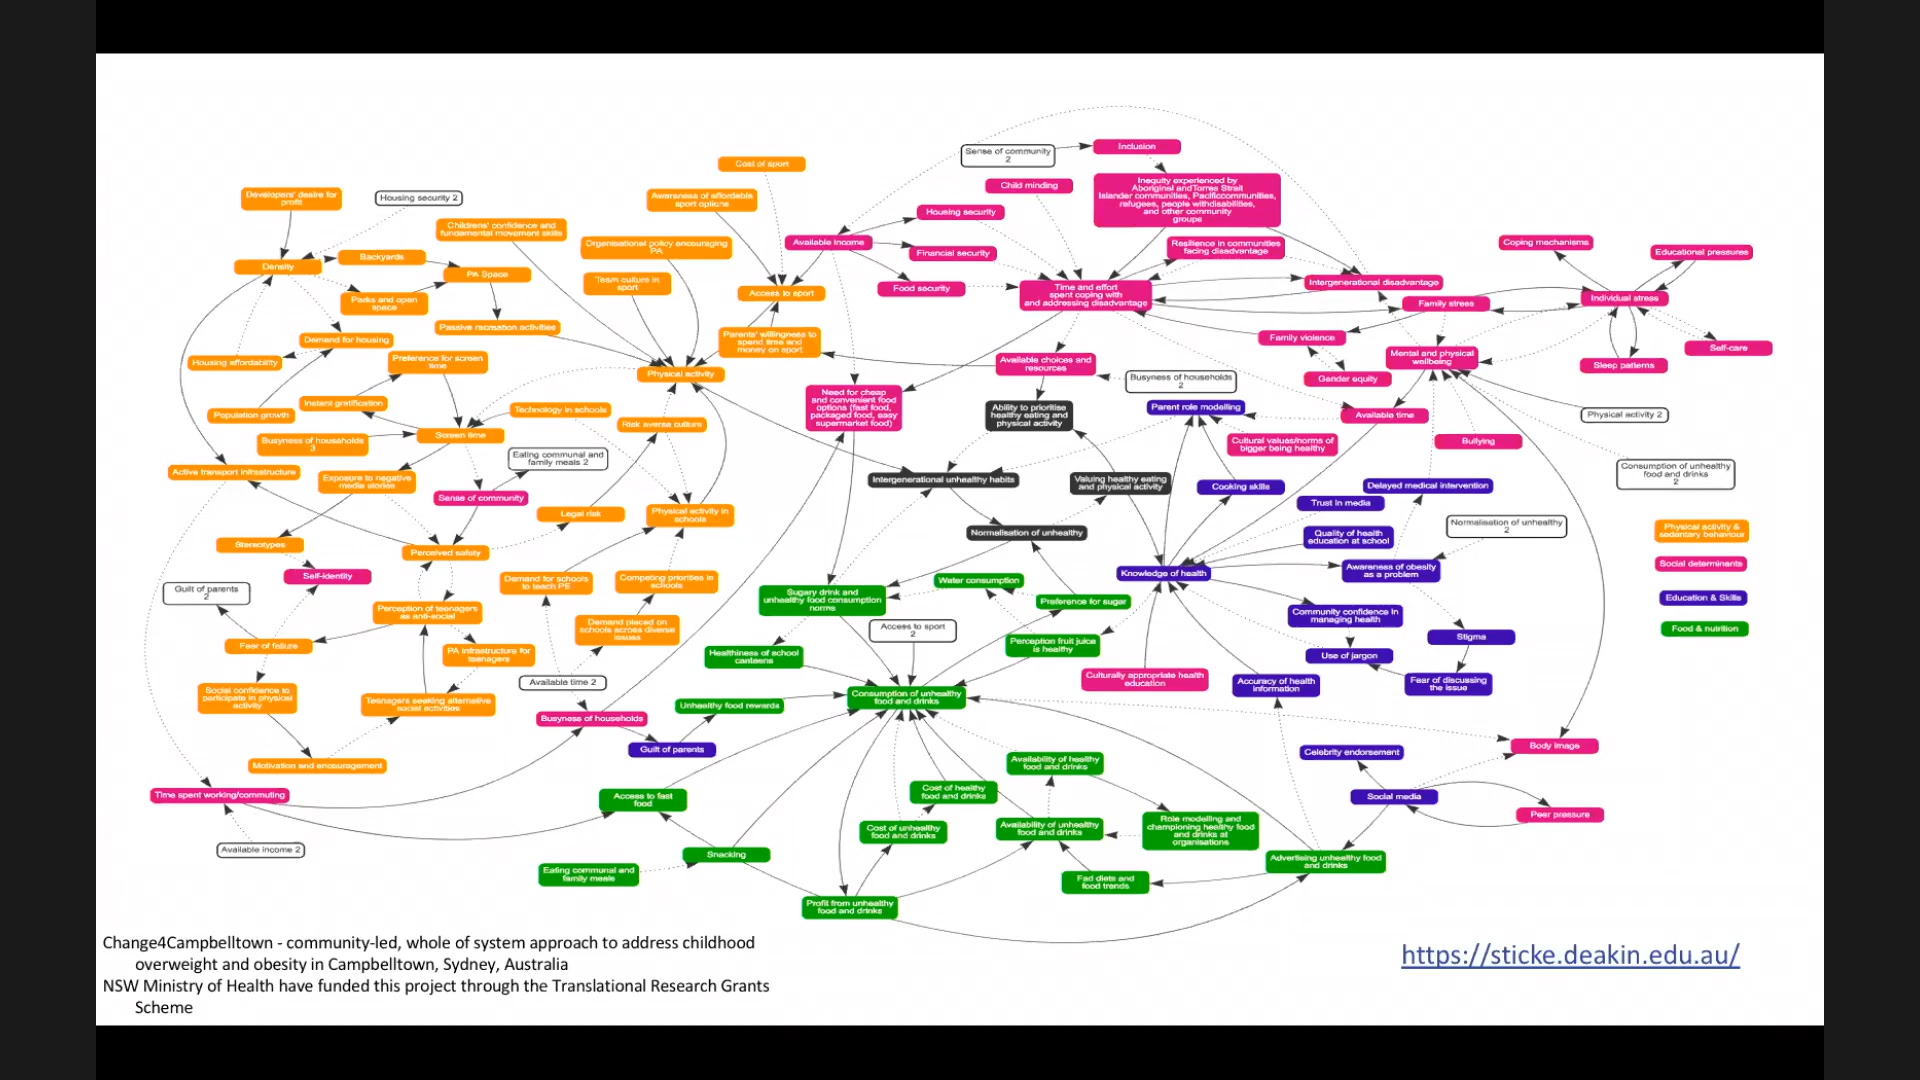 Cost of sport
Sense of community
2
Inclusion
Child minding
Inequity experienced by
Aboriginal andTorres Strait
Islander communities, Pacificcommunities,
refugees, people withdisabilities,
and other community
groups
Developers' desire for
profit
Housing security 2
Awareness of affordable
sport options
Childrens' confidence and
fundamental movement skills
Organisational policy encouraging
PA
Housing security
Available income
Financial security
Food security
Resilience in communities
facing disadvantage
Coping mechanisms
Educational pressures
Density
Backyards
PA Space
Parks and open
space
Team culture in
sport
Access to sport
Time and effort
spent coping with
and addressing disadvantage
Intergenerational disadvantage
Family stress
Individual stress
Passive recreation activities
Demand for housing
Housing affordability
Preference for screen
time
Parents' willingness to
spend time and
money on sport
Physical activity
Available choices and
resources
Family violence
Gender equity
Mental and physical
wellbeing
Self-care
Sleep patterns
Instant gratification
Population growth
Technology in schools
Risk averse culture
Need for cheap
and convenient food
options (fast food,
packaged food, easy
supermarket food)
Busyness of households
2
Ability to prioritise
healthy eating and
physical activity
Parent role modelling
Available time
Physical activity 2
Busyness of households
3
Screen time
Cultural values/norms of
bigger being healthy
Bullying
Active transport infrastructure
Exposure to negative
media stories
Eating communal and
family meals 2
Sense of community
Intergenerational unhealthy habits
Valuing healthy eating
and physical activity
Cooking skills
Delayed medical intervention
Consumption of unhealthy
food and drinks
2
Trust in media
Legal risk
Physical activity in
schools
Normalisation of unhealthy
Quality of health
education at school
Normalisation of unhealthy
2
Physical activity &
sedentary behaviour
Stereotypes
Perceived safety
Self-identity
Knowledge of health
Awareness of obesity
as a problem
Social determinants
Guilt of parents
2
Demand for schools
to teach PE
Competing priorities in
schools
Sugary drink and
unhealthy food consumption
norms
Water consumption
Preference for sugar
Education & Skills
Perception of teenagers
as anti-social
Demand placed on
schools across diverse
issues
Access to sport
2
Community confidence in
managing health
Food & nutrition
Fear of failure
PA infrastructure for
teenagers
Healthiness of school
canteens
Perception fruit juice
is healthy
Stigma
Use of jargon
Social confidence to
participate in physical
activity
Teenagers seeking alternative
social activities
Available time 2
Consumption of unhealthy
food and drinks
Culturally appropriate health
education
Accuracy of health
information
Fear of discussing
the issue
Unhealthy food rewards
Busyness of households
Guilt of parents
Body image
Motivation and encouragement
Availability of healthy
food and drinks
Celebrity endorsement
Time spent working/commuting
Access to fast
food
Cost of healthy
food and drinks
Social media
Peer pressure
Cost of unhealthy
food and drinks
Availability of unhealthy
food and drinks
Role modelling and
championing healthy food
and drinks at
organisations
Available income 2
Snacking
Advertising unhealthy food
and drinks
Eating communal and
family meals
Fad diets and
food trends
Profit from unhealthy
food and drinks
Change4Campbelltown - community-led, whole of system approach to address childhood
overweight and obesity in Campbelltown, Sydney, Australia
NSW Ministry of Health have funded this project through the Translational Research Grants
Scheme
https://sticke.deakin.edu.au/